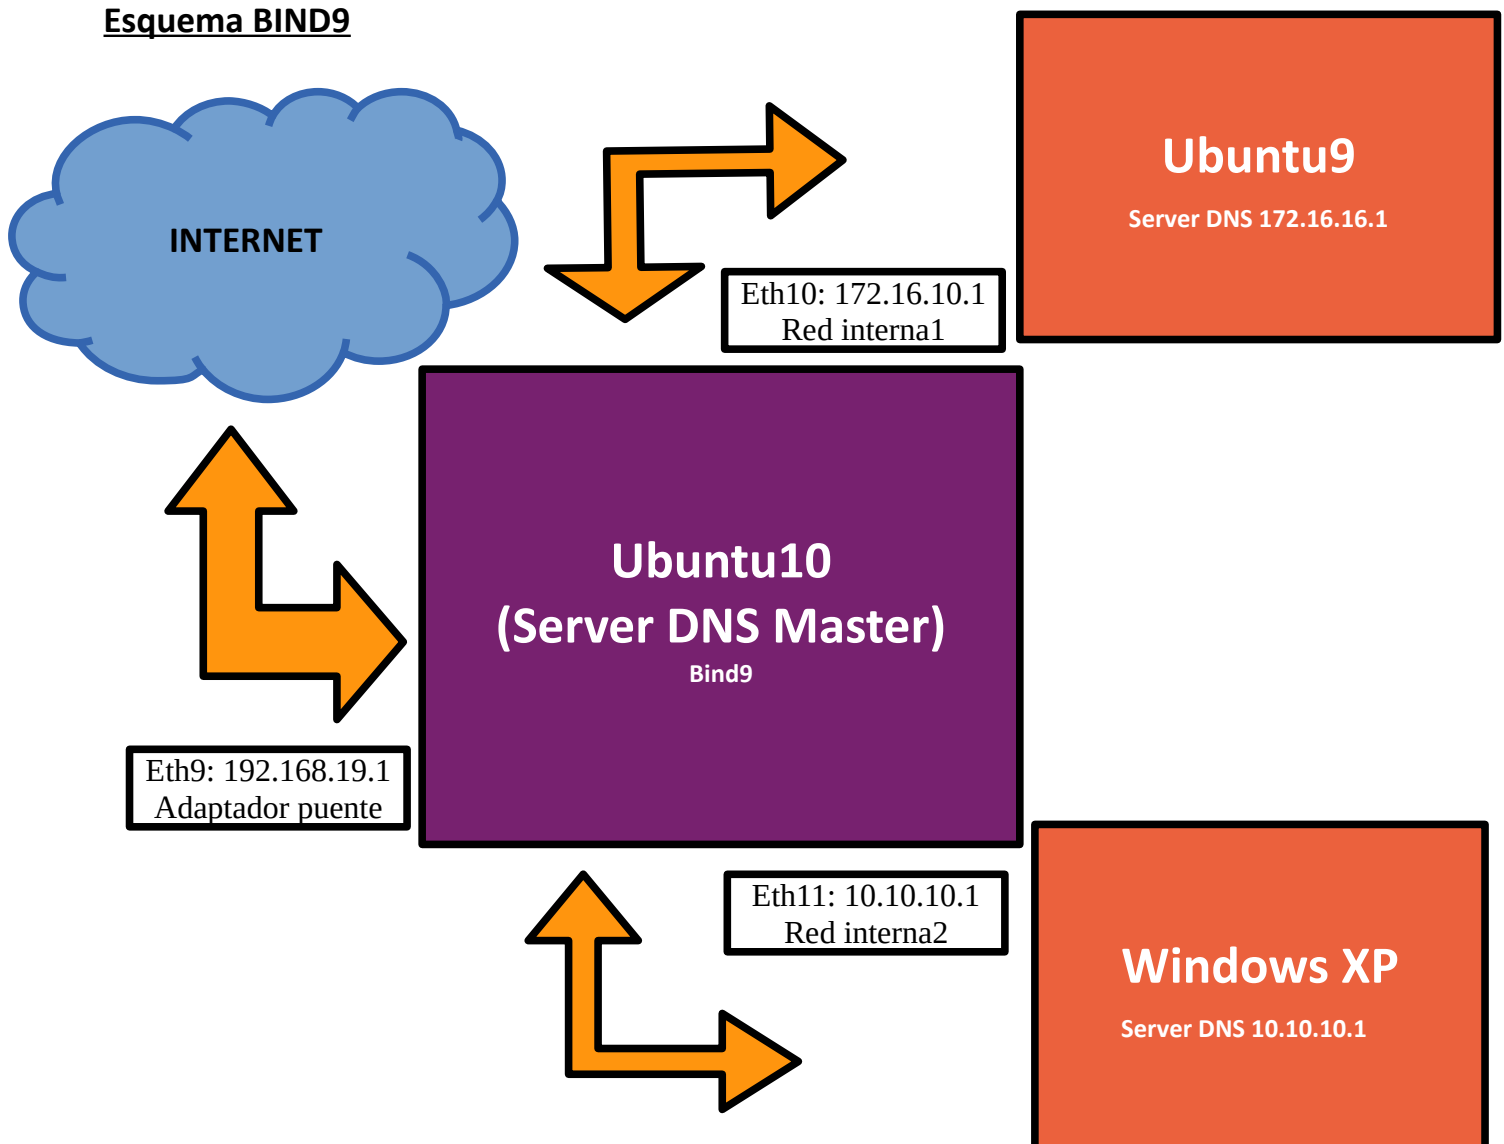 Esquema BIND9
INTERNET
Ubuntu9
Server DNS 172.16.16.1
Eth10: 172.16.10.1
Red interna1
Ubuntu10
(Server DNS Master)
Bind9
Eth9: 192.168.19.1
Adaptador puente
Eth11: 10.10.10.1
Red interna2
Windows XP
Server DNS 10.10.10.1